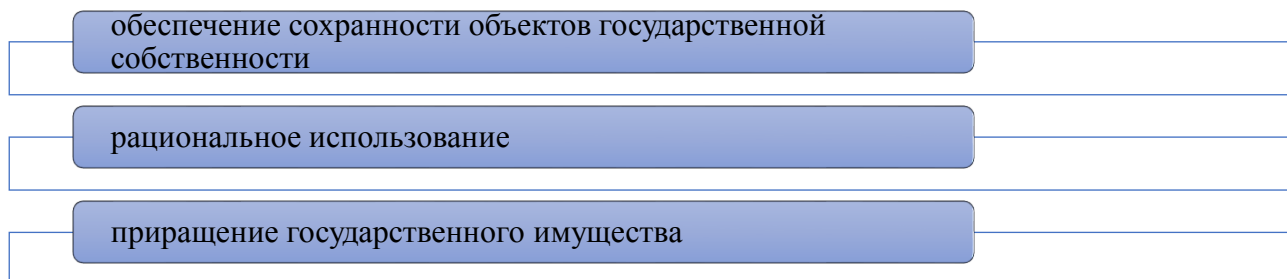 обеспечение сохранности объектов государственной
собственности
рациональное использование
приращение государственного имущества